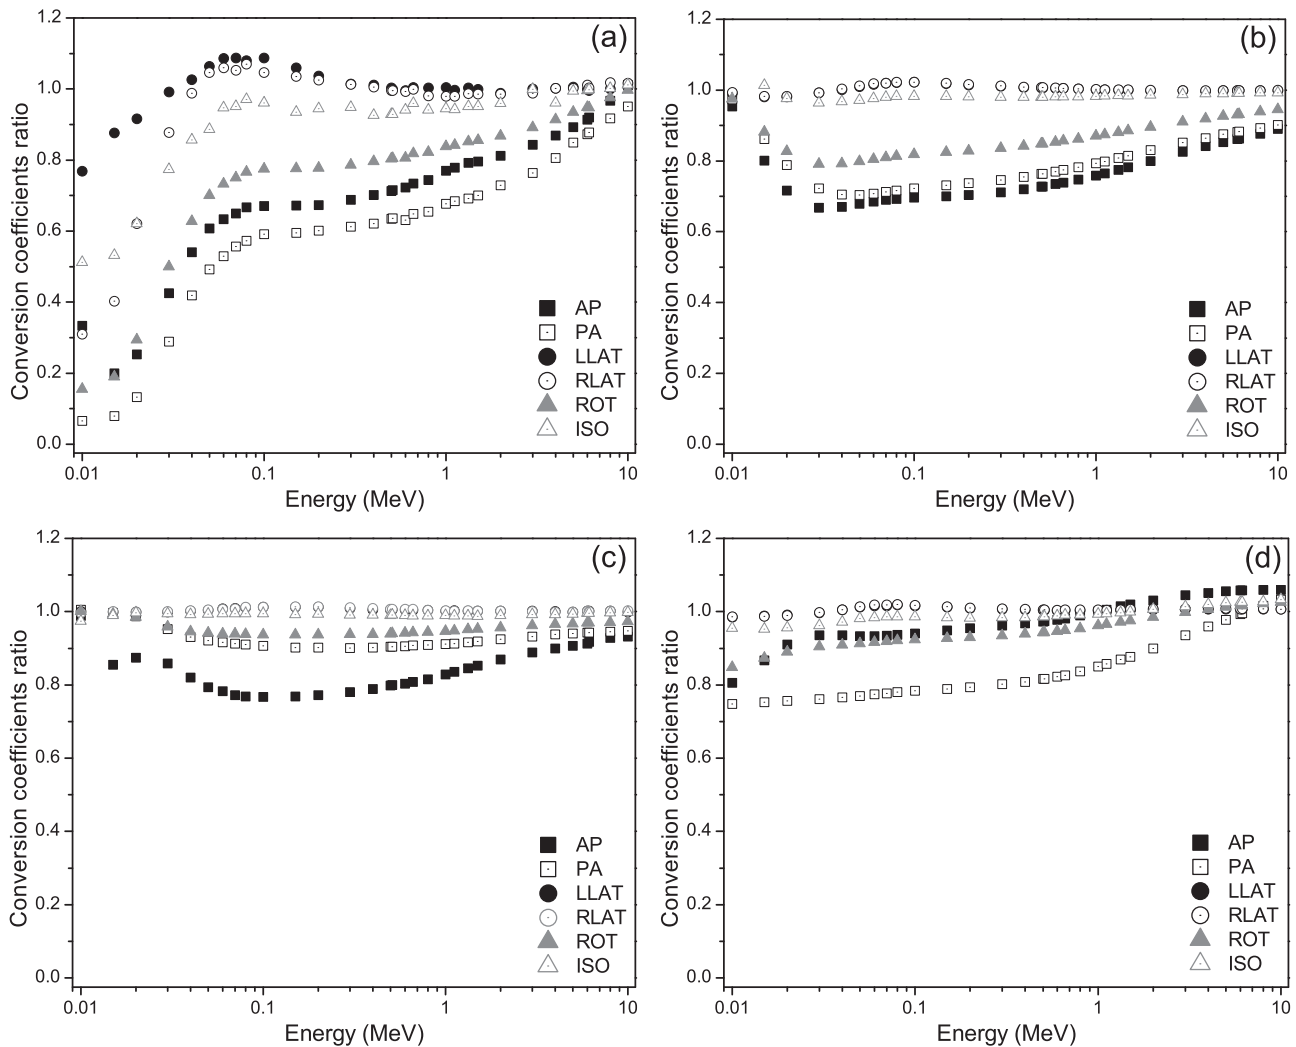 (a)
Conversion coefficients ratio
1.2
1.0
0.8
0.6
0.4
0.2
0.0
AP
PA
LLAT
RLAT
ROT
ISO
0.01 0.1 1 10
Energy (MeV)
(b)
Conversion coefficients ratio
1.2
1.0
0.8
0.6
0.4
0.2
0.0
AP
PA
LLAT
RLAT
ROT
ISO
0.01 0.1 1 10
Energy (MeV)
(c)
Conversion coefficients ratio
1.2
1.0
0.8
0.6
0.4
0.2
0.0
AP
PA
LLAT
RLAT
ROT
ISO
0.01 0.1 1 10
Energy (MeV)
(d)
Conversion coefficients ratio
1.2
1.0
0.8
0.6
0.4
0.2
0.0
AP
PA
LLAT
RLAT
ROT
ISO
0.01 0.1 1 10
Energy (MeV)